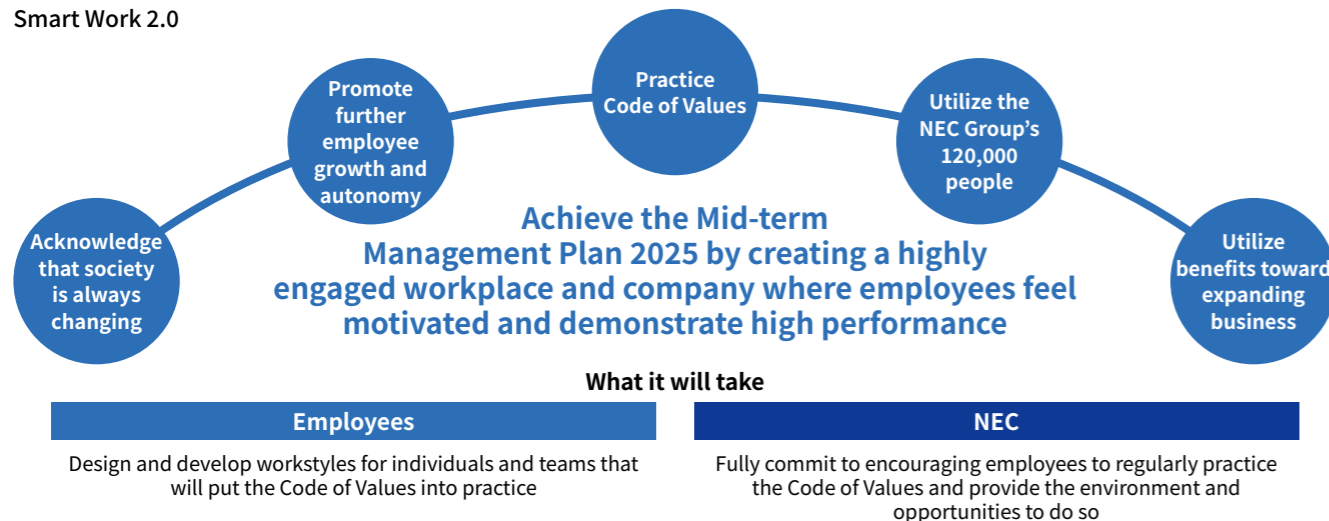 Smart Work 2.0
Acknowledge
that society
is always
changing
Promote
further
employee
growth and
autonomy
Practice
Code of Values
Utilize the
NEC Group’s
120,000
people
Utilize
benefits toward
expanding
business
Achieve the Mid-term
Management Plan 2025 by creating a highly
engaged workplace and company where employees feel
motivated and demonstrate high performance
What it will take
Employees
Design and develop workstyles for individuals and teams that
will put the Code of Values into practice
NEC
Fully commit to encouraging employees to regularly practice
the Code of Values and provide the environment and
opportunities to do so